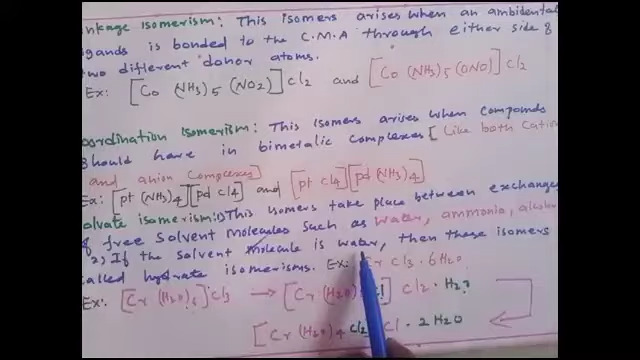 inkage Isomerism: This isomers arises when an ambidental
ligands is bonded to the C.M.A through either side of
two different donor atoms.
Ex: [Co (NH3)5 (NO2)] Cl2 and [Co (NH3)5 (ONO)] Cl2
oordination Isomerism: This isomers arises when compounds
should have in bimetalic complexes [Like both Cation
and anion Complexes]
Ex: [pt (NH3)4] [pd Cl4] and [pt Cl4] [pd (NH3)4]
olvate isomerism: 1) This isomers take place between exchange
of free solvent molecules such as water, ammonia, alcohol
2) If the solvent molecule is water, then these isomers
called hydrate isomerisms. Ex: Cr Cl3 . 6H2O
Ex: [Cr (H2O)6] Cl3 → [Cr (H2O) Cl] Cl2 . H2O
[Cr (H2O)4 Cl2] Cl . 2H2O